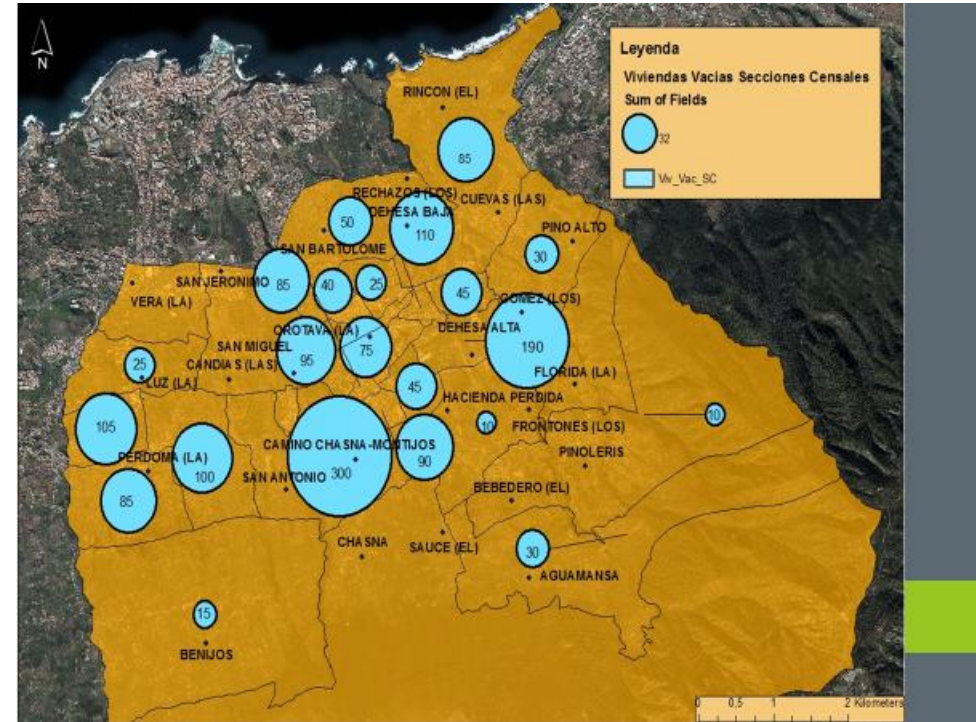 N
Leyenda
Viviendas Vacias Secciones Censales
Sum of Fields
32
Viv_Vac_SC
RINCON (EL)
85
RECHAZOS (LOS)
CUEVAS (LAS)
50
DEHESA BAJA
110
PINO ALTO
SAN BARTOLOME
30
SAN JERONIMO
85
40
25
45
GOMEZ (LOS)
VERA (LA)
OROTAVA (LA)
DEHESA ALTA
SAN MIGUEL
95
75
190
25
CANDIAS (LAS)
FLORIDA (LA)
LUZ (LA)
45
HACIENDA PERDIDA
105
10
FRONTONES (LOS)
10
CAMINO CHASNA-MONTIJOS
90
PERDOMA (LA)
100
300
PINOLERIS
SAN ANTONIO
85
BEBEDERO (EL)
CHASNA
SAUCE (EL)
30
AGUAMANSA
15
BENIJOS
0 0,5 1 2 Kilometers